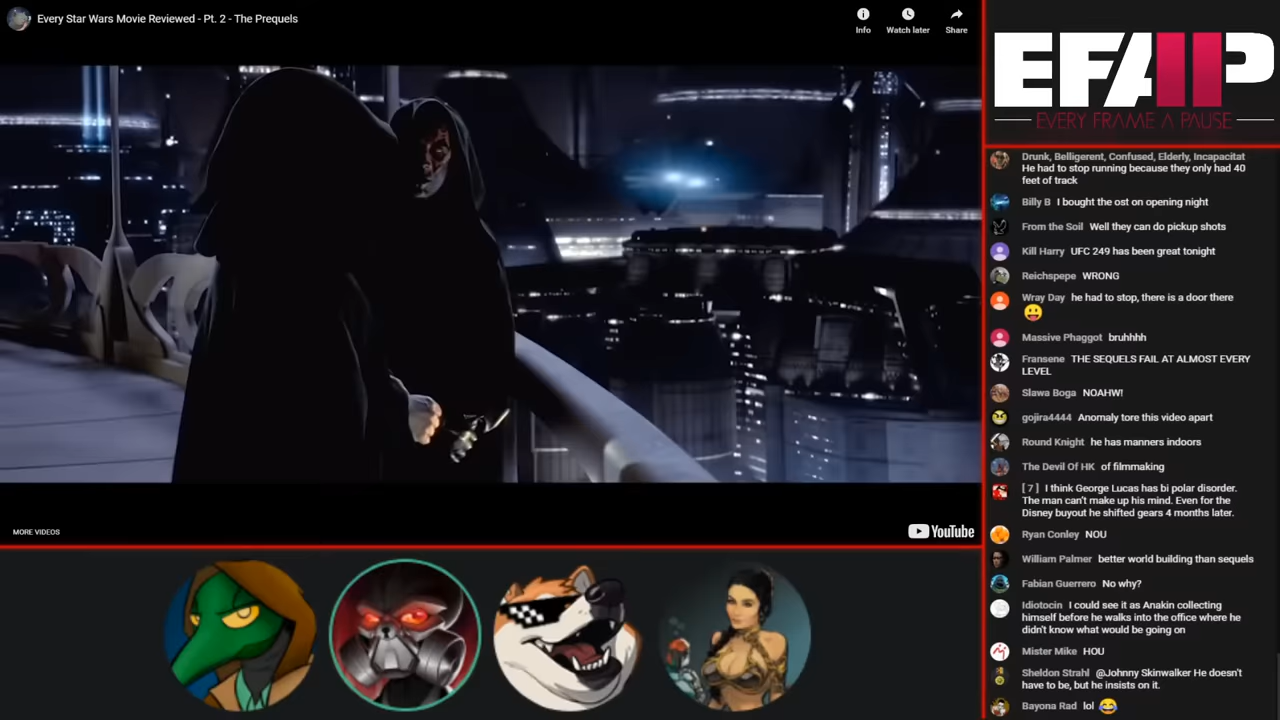 Every Star Wars Movie Reviewed - Pt. 2 - The Prequels
Info
Watch later
Share
MORE VIDEOS
YouTube
EFAP
EVERY FRAME A PAUSE
Drunk, Belligerent, Confused, Elderly, Incapacitat
He had to stop running because they only had 40
feet of track
Billy B I bought the ost on opening night
From the Soil Well they can do pickup shots
Kill Harry UFC 249 has been great tonight
Reichspepe WRONG
Wray Day he had to stop, there is a door there
😛
Massive Phaggot bruhhhh
Fransene THE SEQUELS FAIL AT ALMOST EVERY
LEVEL
Slawa Boga NOAHW!
gojira4444 Anomaly tore this video apart
Round Knight he has manners indoors
The Devil Of HK of filmmaking
[ 7 ] I think George Lucas has bi polar disorder.
The man can't make up his mind. Even for the
Disney buyout he shifted gears 4 months later.
Ryan Conley NOU
William Palmer better world building than sequels
Fabian Guerrero No why?
Idiotocin I could see it as Anakin collecting
himself before he walks into the office where he
didn't know what would be going on
Mister Mike HOU
Sheldon Strahl @Johnny Skinwalker He doesn't
have to be, but he insists on it.
Bayona Rad lol 😂